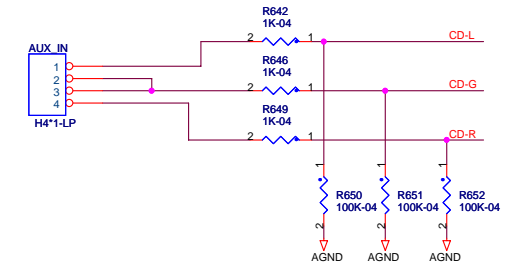 R642
1K-04
2 1 CD-L
AUX_IN
1
2
3
4
H4*1-LP
R646
1K-04
2 1 CD-G
R649
1K-04
2 1 CD-R
1 1 1
R650
100K-04
R651
100K-04
R652
100K-04
2 2 2
AGND AGND AGND